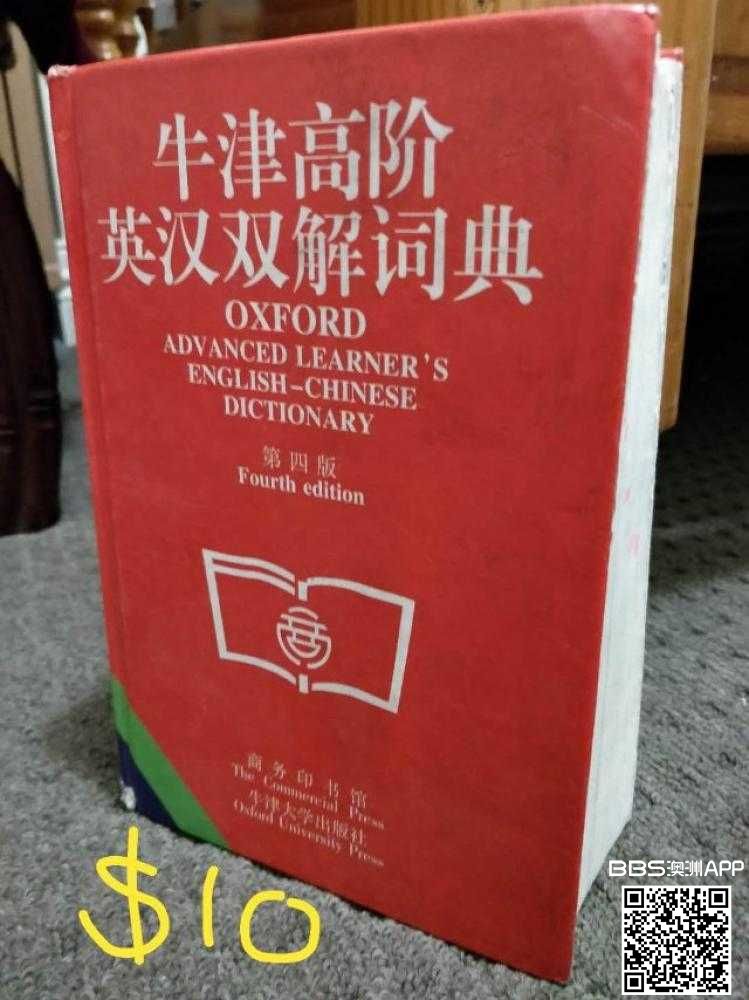 牛津高阶
英汉双解词典
OXFORD
ADVANCED LEARNER'S
ENGLISH-CHINESE
DICTIONARY
第四版
Fourth edition
商
商务印书馆
The Commercial Press
牛津大学出版社
Oxford University Press
$10
BBS澳洲APP